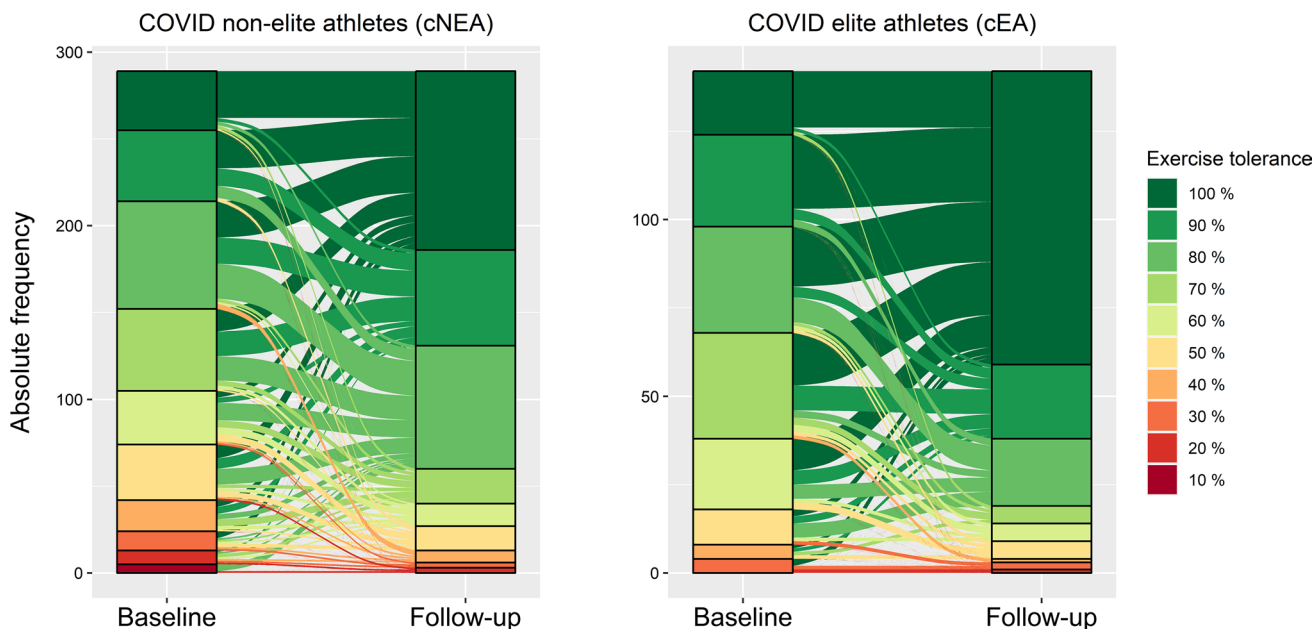 COVID non-elite athletes (cNEA)
COVID elite athletes (cEA)
Absolute frequency
300
200
100
0
100
50
0
Baseline
Follow-up
Baseline
Follow-up
Exercise tolerance
100 %
90 %
80 %
70 %
60 %
50 %
40 %
30 %
20 %
10 %